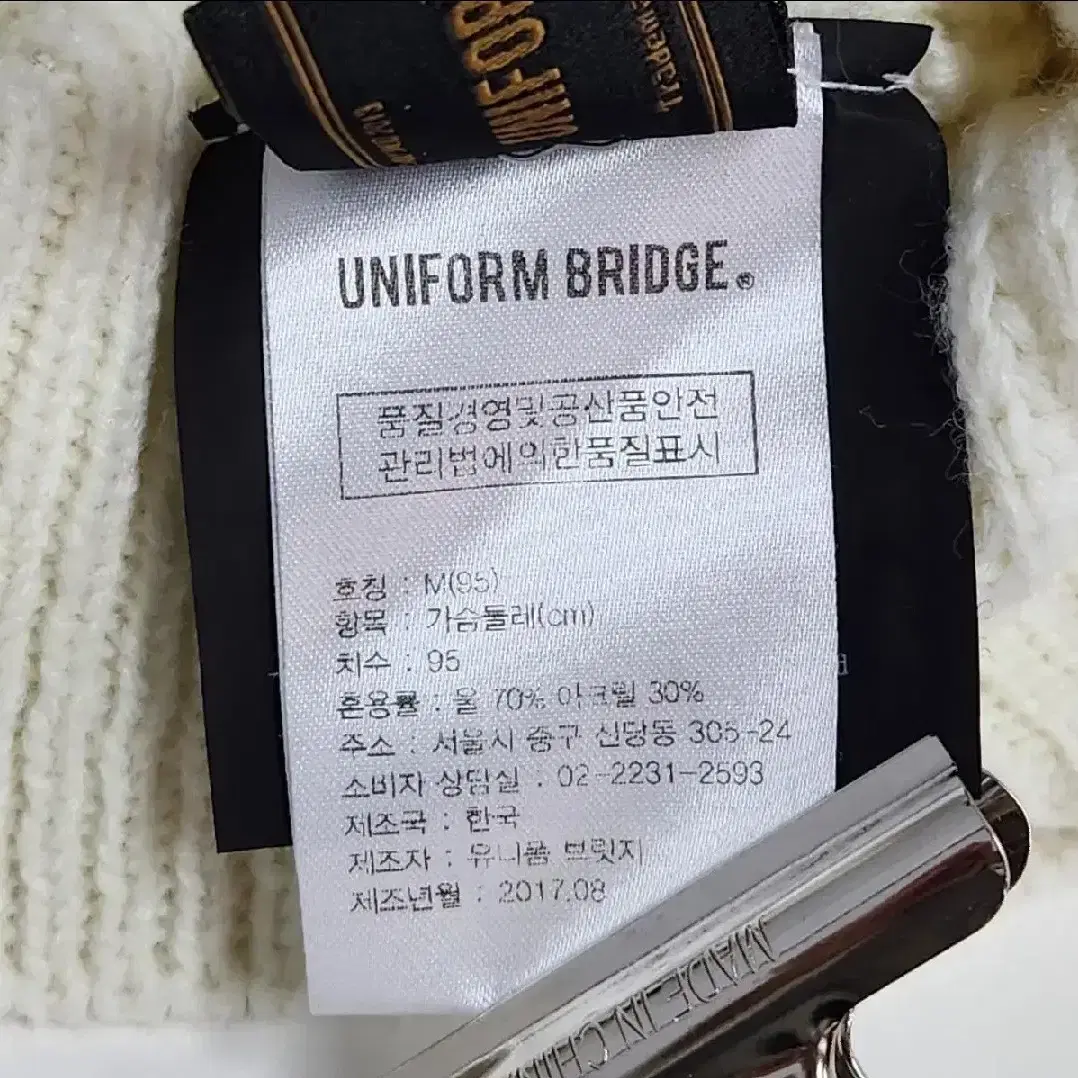 UNIFORM BRIDGE®
품질경영및공산품안전
관리법에의한품질표시
호칭 : M(95)
항목 : 가슴둘레(cm)
치수 : 95
혼용률 : 울 70% 아크릴 30%
주소 : 서울시 중구 신당동 305-24
소비자 상담실 : 02-2231-2593
제조국 : 한국
제조자 : 유니폼 브릿지
제조년월 : 2017.08
MADE IN CHIN